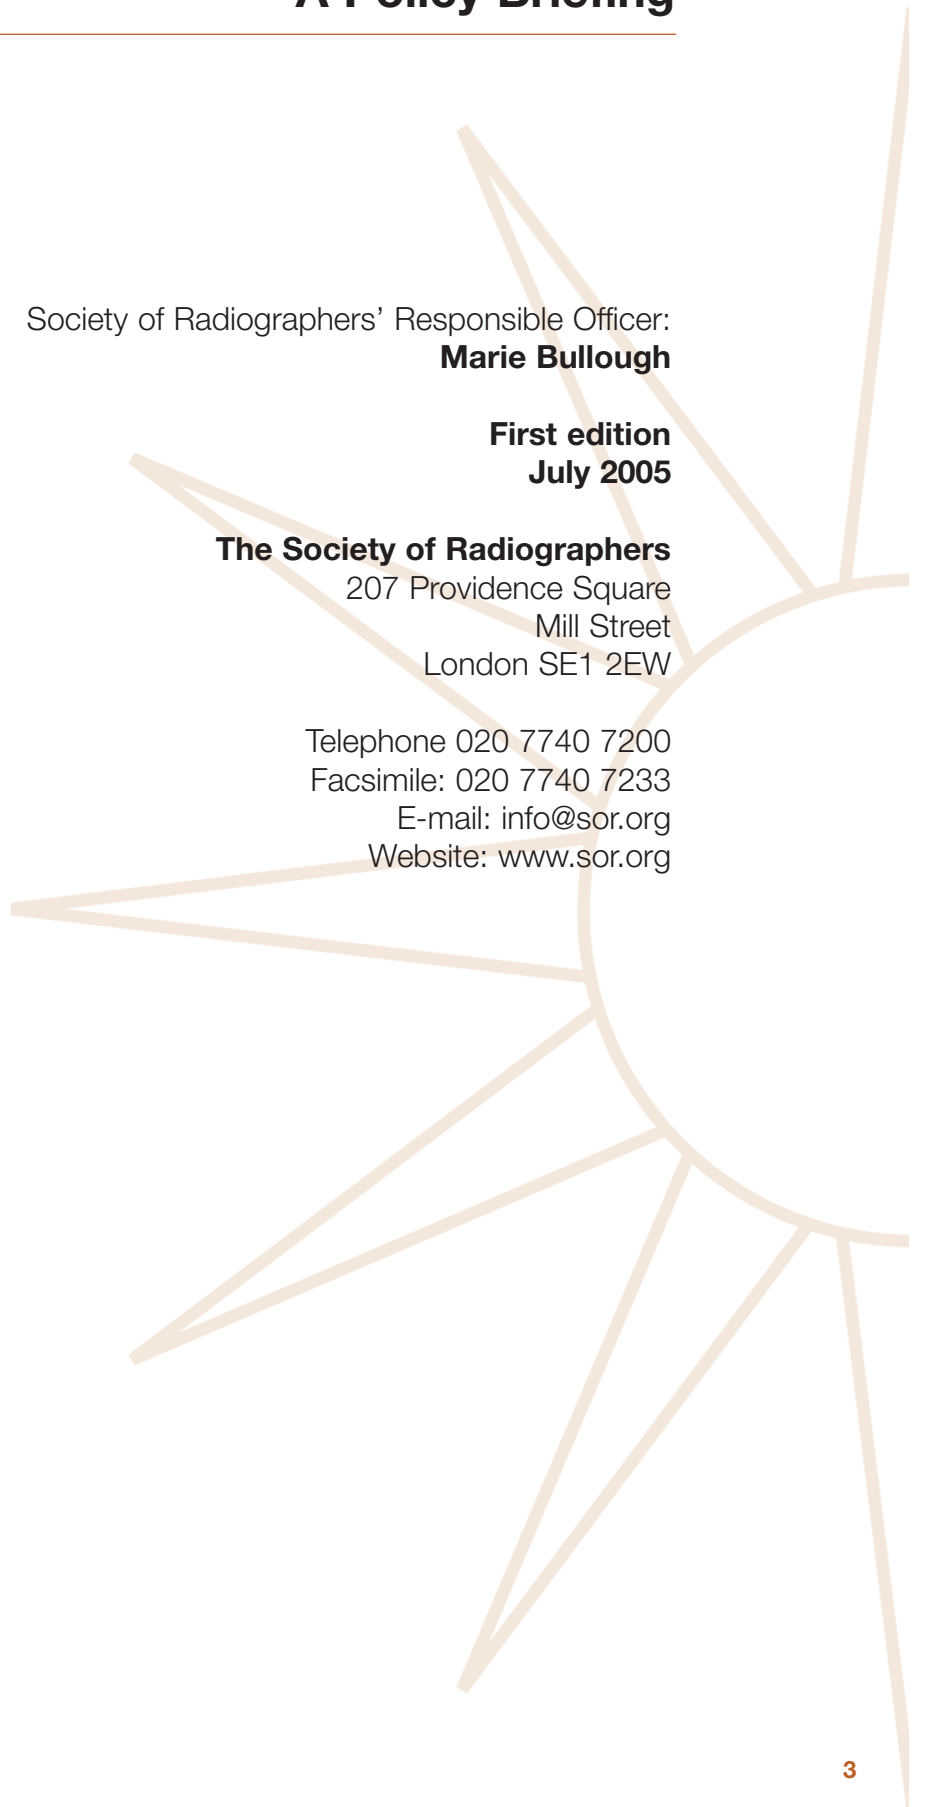 A Policy Briefing
Society of Radiographers’ Responsible Officer:
Marie Bullough
First edition
July 2005
The Society of Radiographers
207 Providence Square
Mill Street
London SE1 2EW
Telephone 020 7740 7200
Facsimile: 020 7740 7233
E-mail: info@sor.org
Website: www.sor.org
3